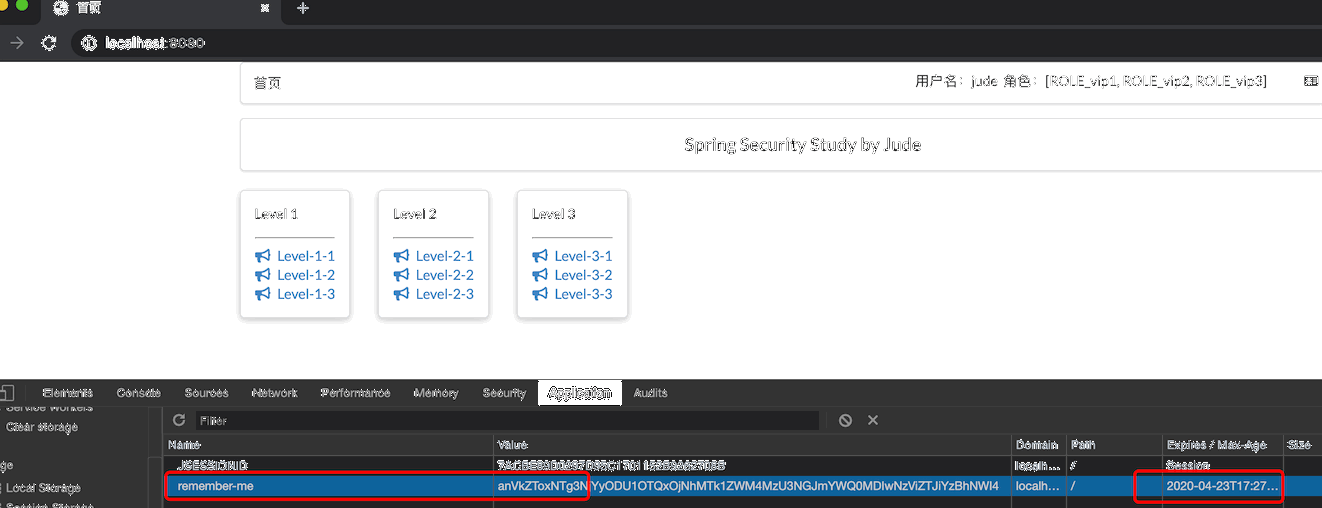 首页
localhost:8080
首页
用户名：jude 角色：[ROLE_vip1, ROLE_vip2, ROLE_vip3]
Spring Security Study by Jude
Level 1
Level-1-1
Level-1-2
Level-1-3
Level 2
Level-2-1
Level-2-2
Level-2-3
Level 3
Level-3-1
Level-3-2
Level-3-3
Elements Console Sources Network Performance Memory Security Application Audits
Service Workers
Clear storage
Local Storage
Session Storage
Filter
Name Value Domain Path Expires / Max-Age Size
JSESSIONID localh... / Session
remember-me localh... / 2020-04-23T17:27...